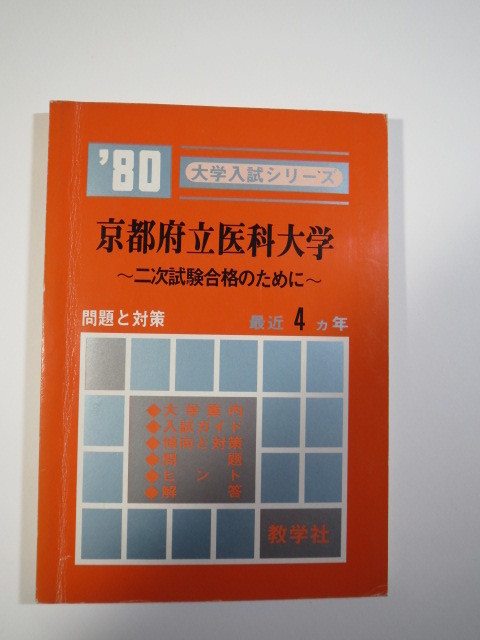 '80
大学入試シリーズ
京都府立医科大学
～二次試験合格のために～
問題と対策
最近 4 ヵ年
◆大学案内
◆入試ガイド
◆傾向と対策
◆問題
◆ヒント
◆解答
教学社